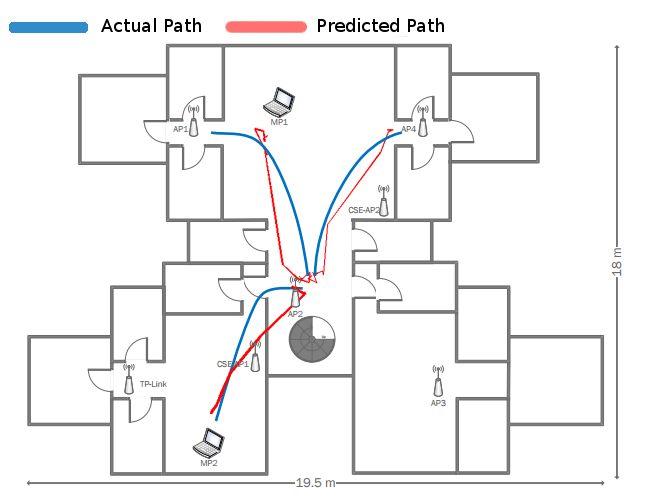 Actual Path
Predicted Path
MP1
AP1
AP4
CSE-AP2
18 m
AP2
CSE-AP1
TP-Link
AP3
MP2
19.5 m